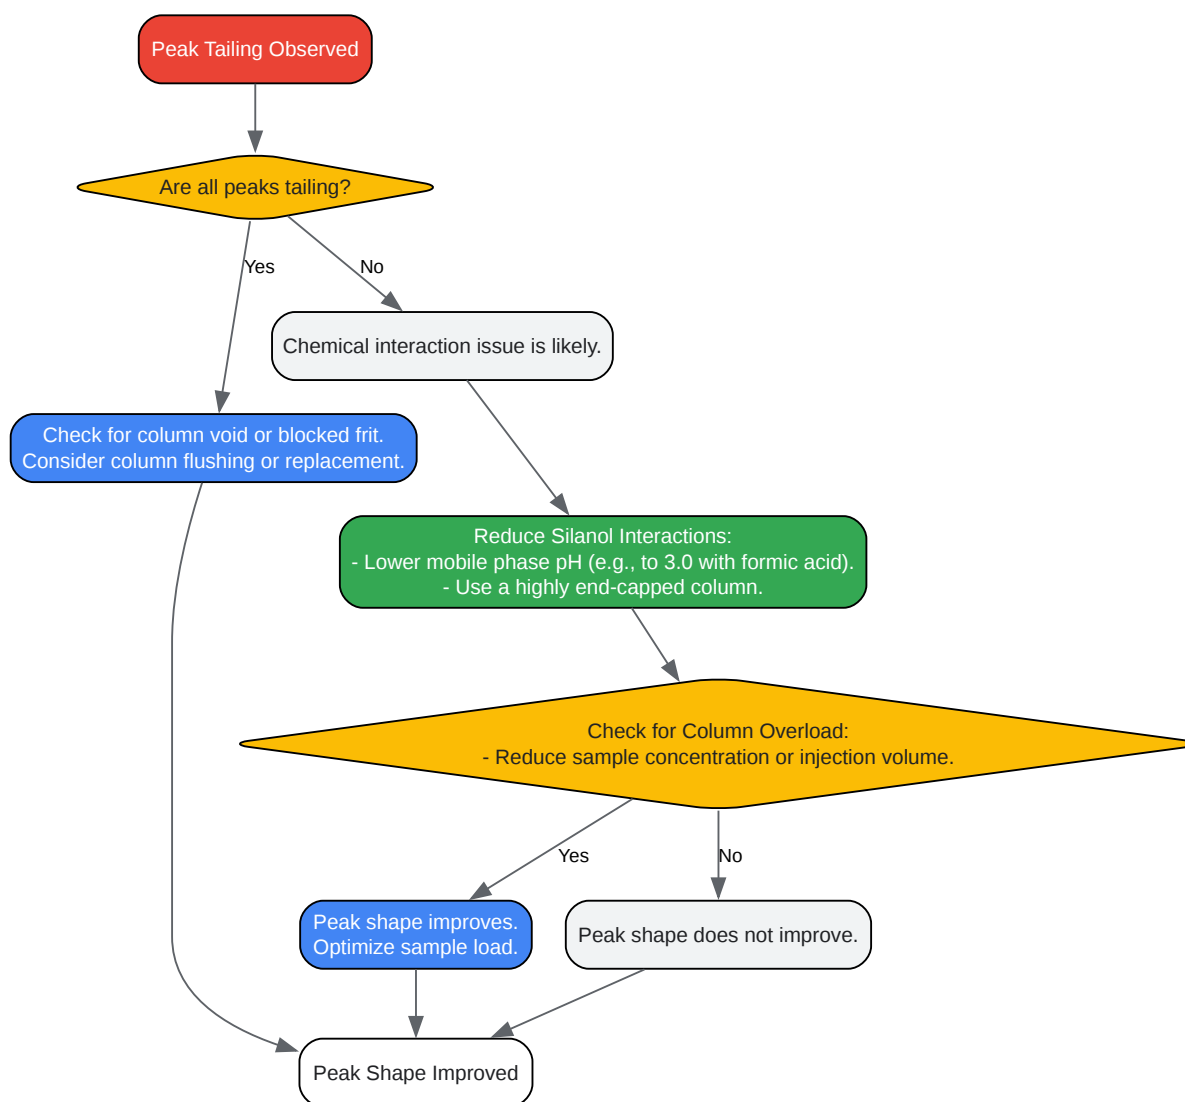 Peak Tailing Observed
Are all peaks tailing?
Yes
No
Chemical interaction issue is likely.
Check for column void or blocked frit.
Consider column flushing or replacement.
Reduce Silanol Interactions:
- Lower mobile phase pH (e.g., to 3.0 with formic acid).
- Use a highly end-capped column.
Check for Column Overload:
- Reduce sample concentration or injection volume.
Yes
No
Peak shape improves.
Optimize sample load.
Peak shape does not improve.
Peak Shape Improved